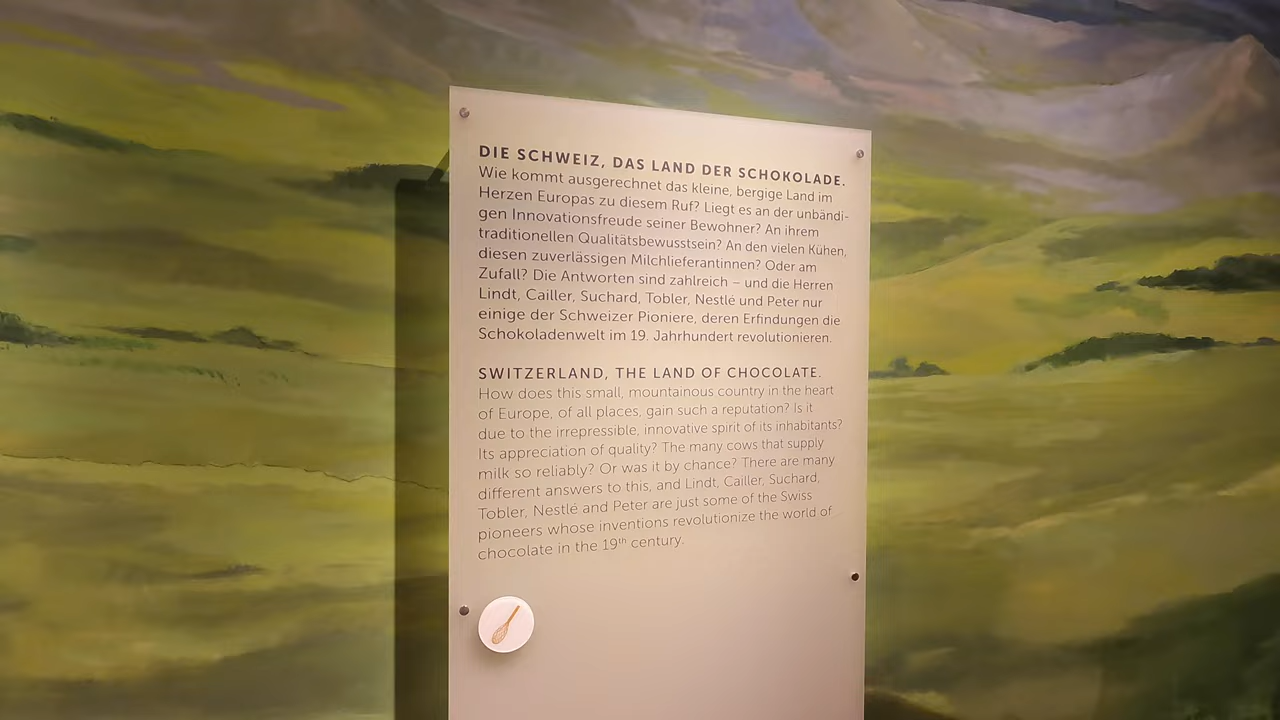 DIE SCHWEIZ, DAS LAND DER SCHOKOLADE.
Wie kommt ausgerechnet das kleine, bergige Land im
Herzen Europas zu diesem Ruf? Liegt es an der unbändi-
gen Innovationsfreude seiner Bewohner? An ihrem
traditionellen Qualitätsbewusstsein? An den vielen Kühen,
diesen zuverlässigen Milchlieferantinnen? Oder am
Zufall? Die Antworten sind zahlreich – und die Herren
Lindt, Cailler, Suchard, Tobler, Nestlé und Peter nur
einige der Schweizer Pioniere, deren Erfindungen die
Schokoladenwelt im 19. Jahrhundert revolutionieren.
SWITZERLAND, THE LAND OF CHOCOLATE.
How does this small, mountainous country in the heart
of Europe, of all places, gain such a reputation? Is it
due to the irrepressible, innovative spirit of its inhabitants?
Its appreciation of quality? The many cows that supply
milk so reliably? Or was it by chance? There are many
different answers to this, and Lindt, Cailler, Suchard,
Tobler, Nestlé and Peter are just some of the Swiss
pioneers whose inventions revolutionize the world of
chocolate in the 19th century.